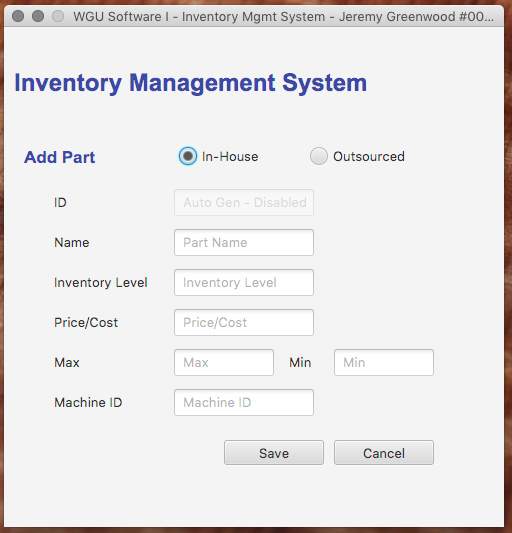 WGU Software I - Inventory Mgmt System - Jeremy Greenwood #00...
Inventory Management System
Add Part In-House Outsourced
ID Auto Gen - Disabled
Name Part Name
Inventory Level Inventory Level
Price/Cost Price/Cost
Max Max Min Min
Machine ID Machine ID
Save Cancel